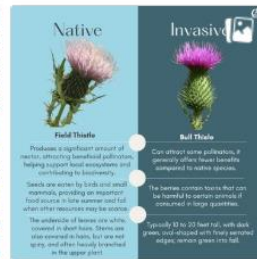 Native
Field Thistle
Produces a significant amount of
nectar, attracting beneficial pollinators,
helping support local ecosystems and
contributing to biodiversity.
Seeds are eaten by birds and small
mammals, providing an important
food source in late summer and fall
when other resources may be scarce.
The underside of leaves are white,
covered in short hairs. Stems are
also covered in hairs, but are not
spiny, and often heavily branched
in the upper plant
Invasive
Bull Thistle
Can attract some pollinators, it
generally offers fewer benefits
compared to native species.
The berries contain toxins that can
be harmful to certain animals if
consumed in large quantities.
Typically 10 to 20 feet tall, with dark
green, oval-shaped with finely serrated
edges; remain green into fall.